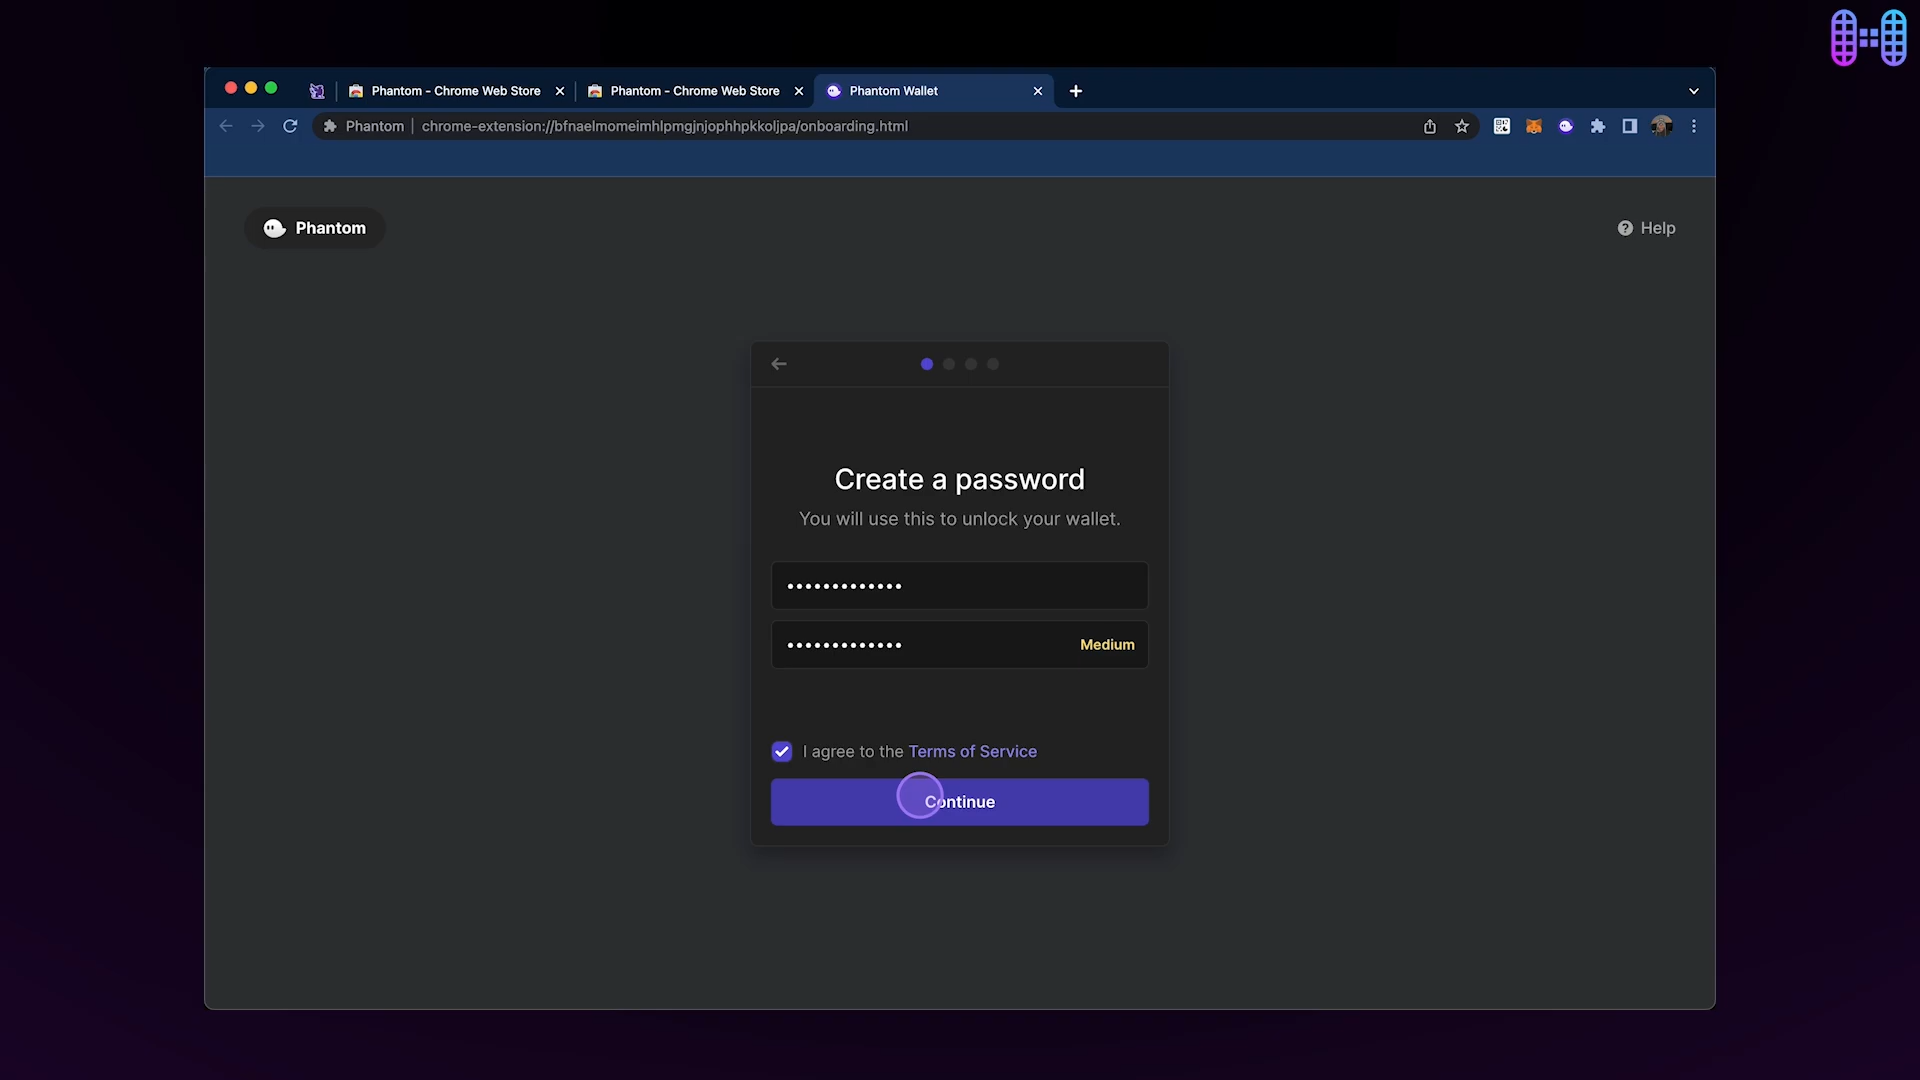 Phantom - Chrome Web Store
Phantom - Chrome Web Store
Phantom Wallet
Phantom | chrome-extension://bfnaelmomeimhlpmgjnjophhpkkoljpa/onboarding.html
Phantom
Help
Create a password
You will use this to unlock your wallet.
•••••••••••••
•••••••••••••
Medium
I agree to the Terms of Service
Continue